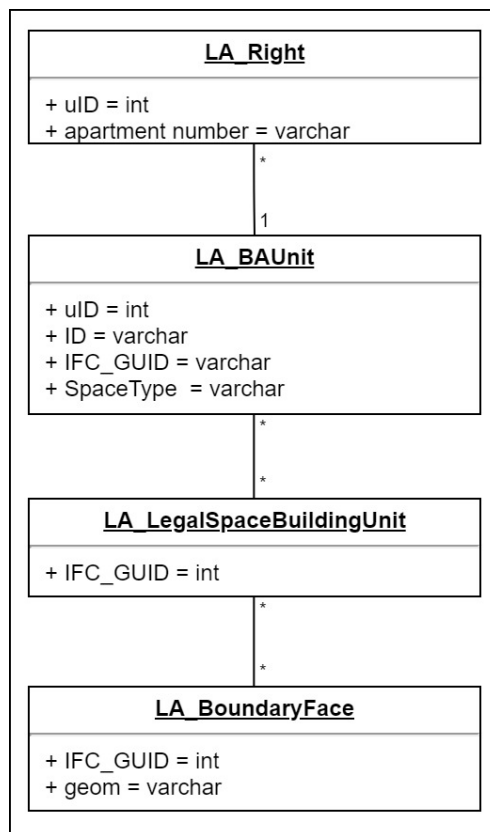 LA_Right
+ uID = int
+ apartment number = varchar
*
1
LA_BAUnit
+ uID = int
+ ID = varchar
+ IFC_GUID = varchar
+ SpaceType = varchar
*
*
LA_LegalSpaceBuildingUnit
+ IFC_GUID = int
*
*
LA_BoundaryFace
+ IFC_GUID = int
+ geom = varchar